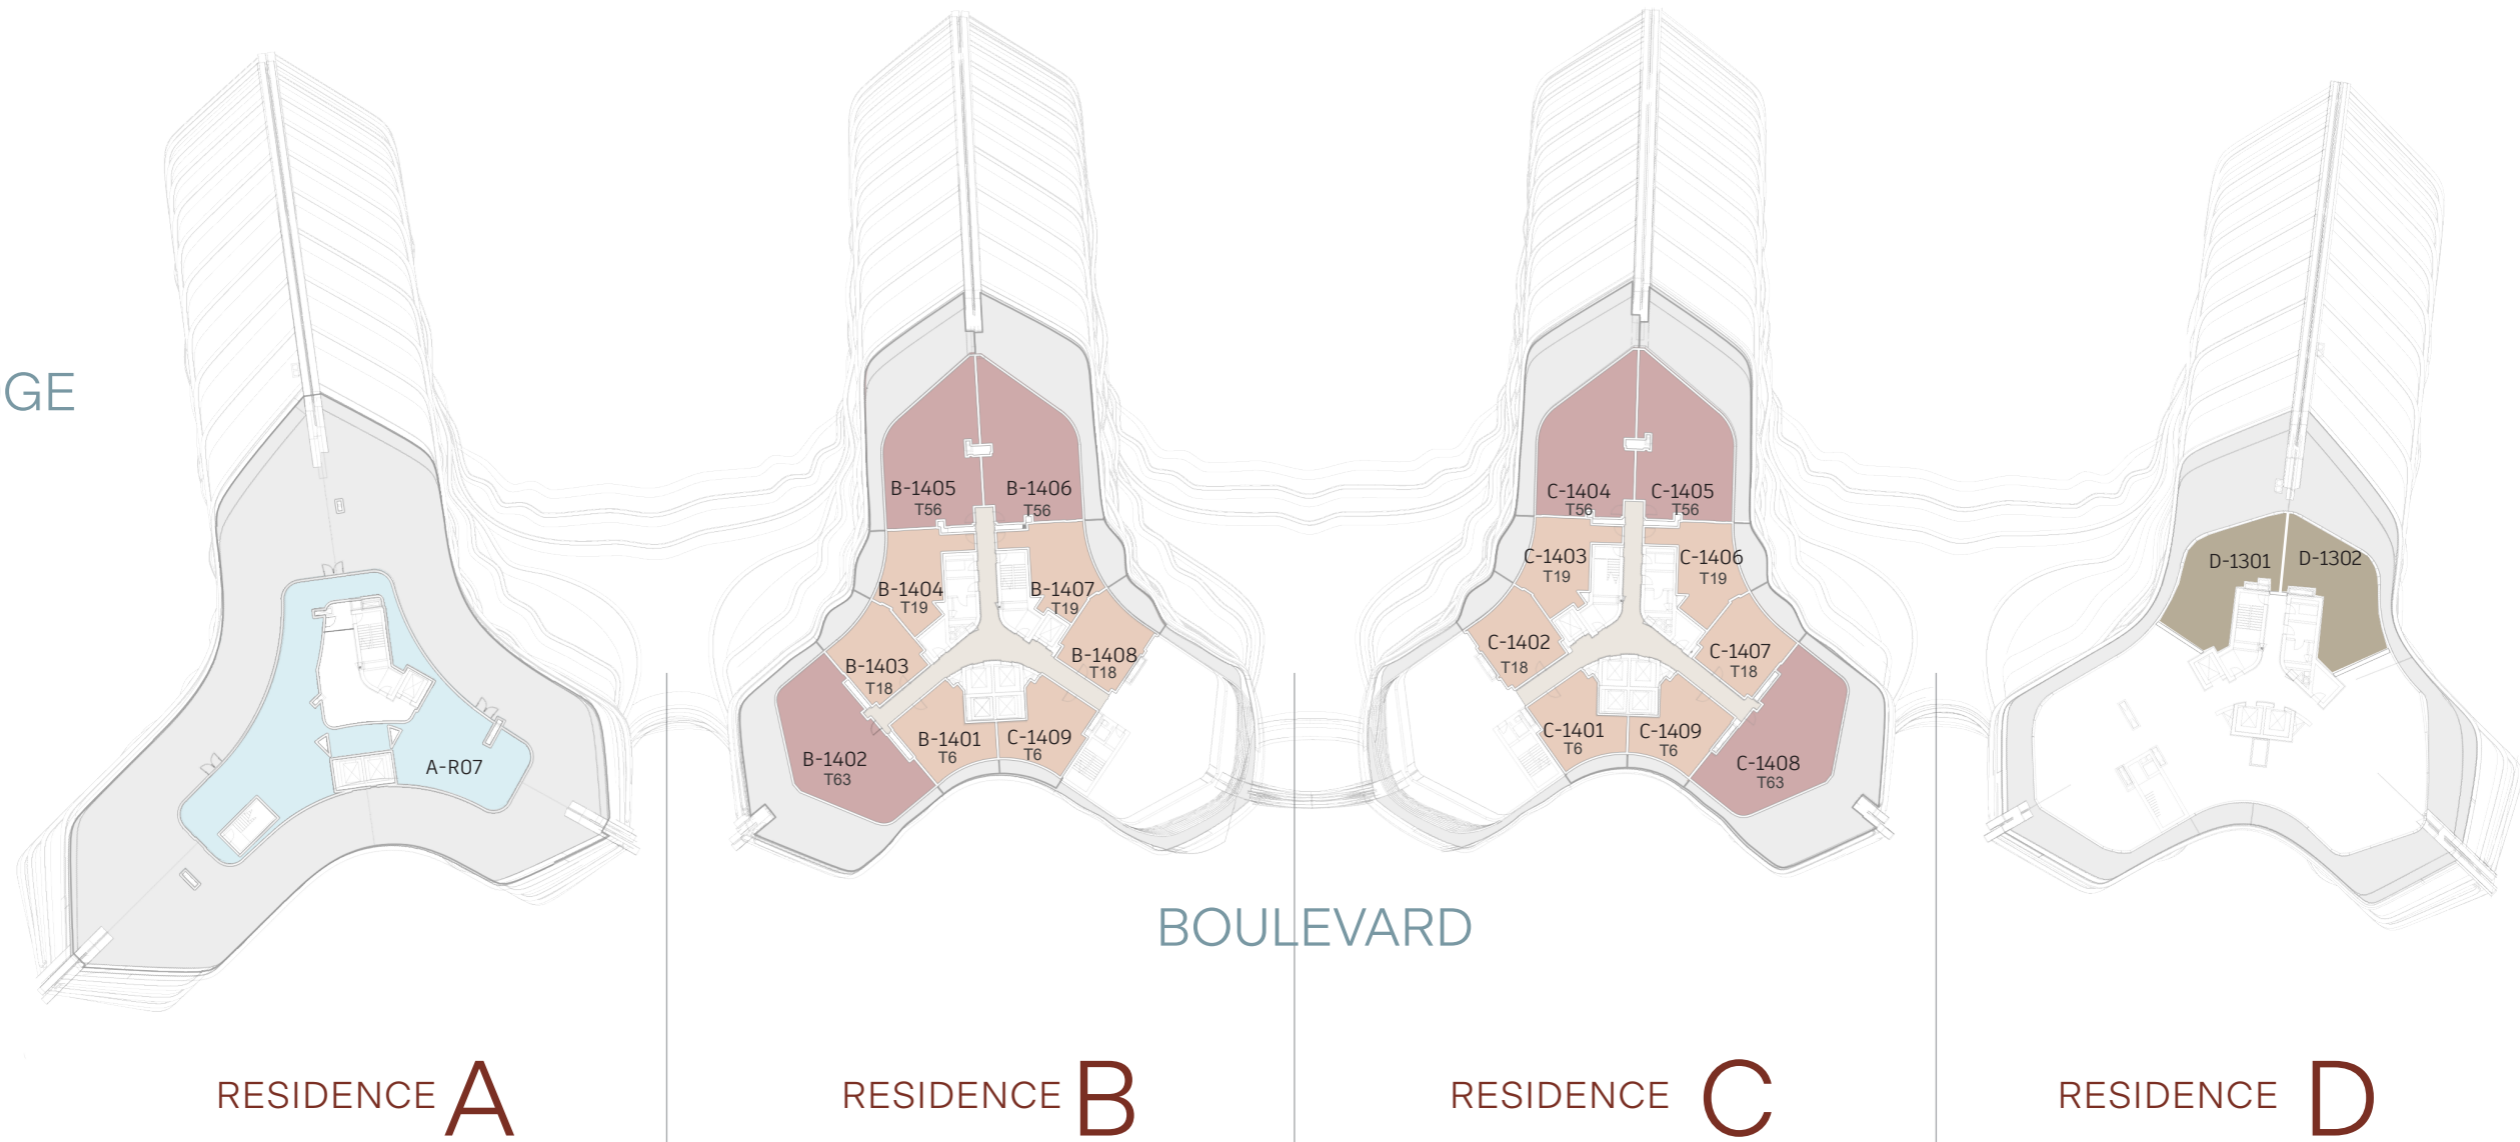 GE
A-R07
B-1405
T56
B-1406
T56
B-1404
T19
B-1407
T19
B-1403
T18
B-1408
T18
B-1402
T63
B-1401
T6
C-1409
T6
C-1404
T56
C-1405
T56
C-1403
T19
C-1406
T19
C-1402
T18
C-1407
T18
C-1401
T6
C-1409
T6
C-1408
T63
D-1301
D-1302
BOULEVARD
RESIDENCE A
RESIDENCE B
RESIDENCE C
RESIDENCE D